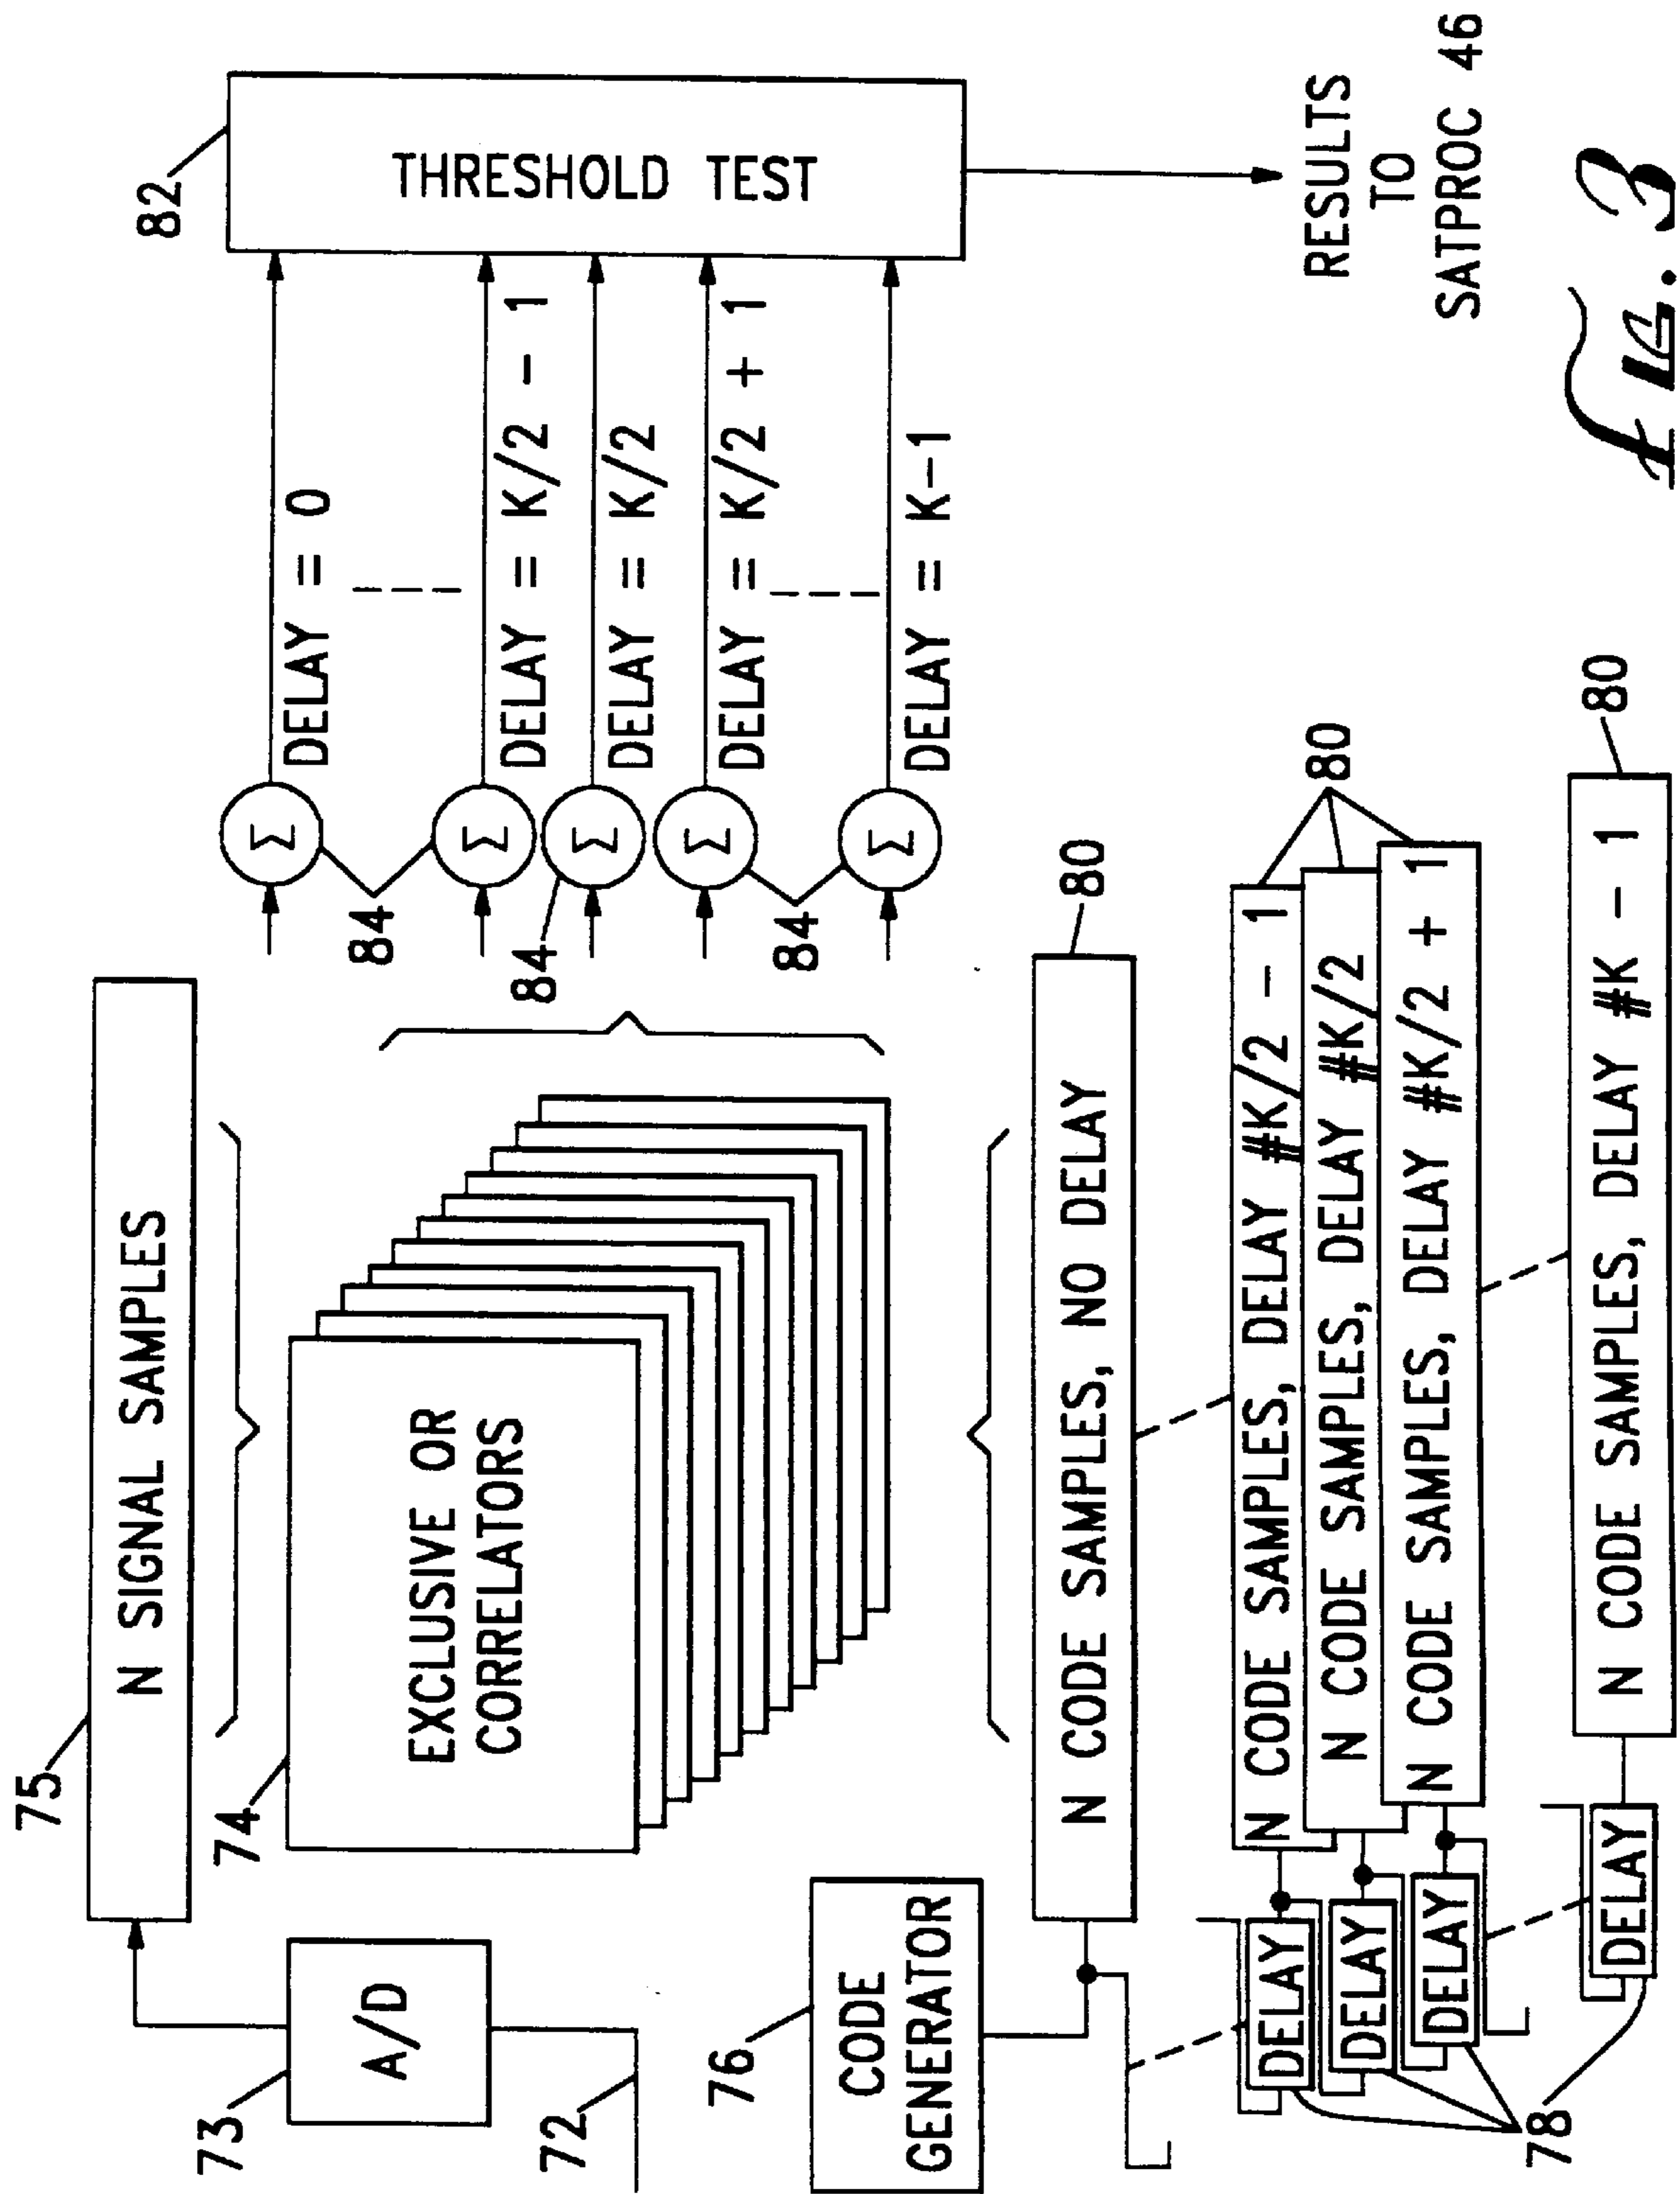 75
N SIGNAL SAMPLES
73
A/D
72
74
EXCLUSIVE OR
CORRELATORS
84
84
84
Σ
Σ
Σ
Σ
Σ
DELAY = 0
DELAY = K/2 - 1
DELAY = K/2
DELAY = K/2 + 1
DELAY = K-1
82
THRESHOLD TEST
RESULTS
TO
SATPROC 46
76
CODE
GENERATOR
N CODE SAMPLES, NO DELAY
80
DELAY
N CODE SAMPLES, DELAY #K/2 - 1
DELAY
N CODE SAMPLES, DELAY #K/2
80
DELAY
N CODE SAMPLES, DELAY #K/2 + 1
78
DELAY
N CODE SAMPLES, DELAY #K - 1
80
FIG. 3